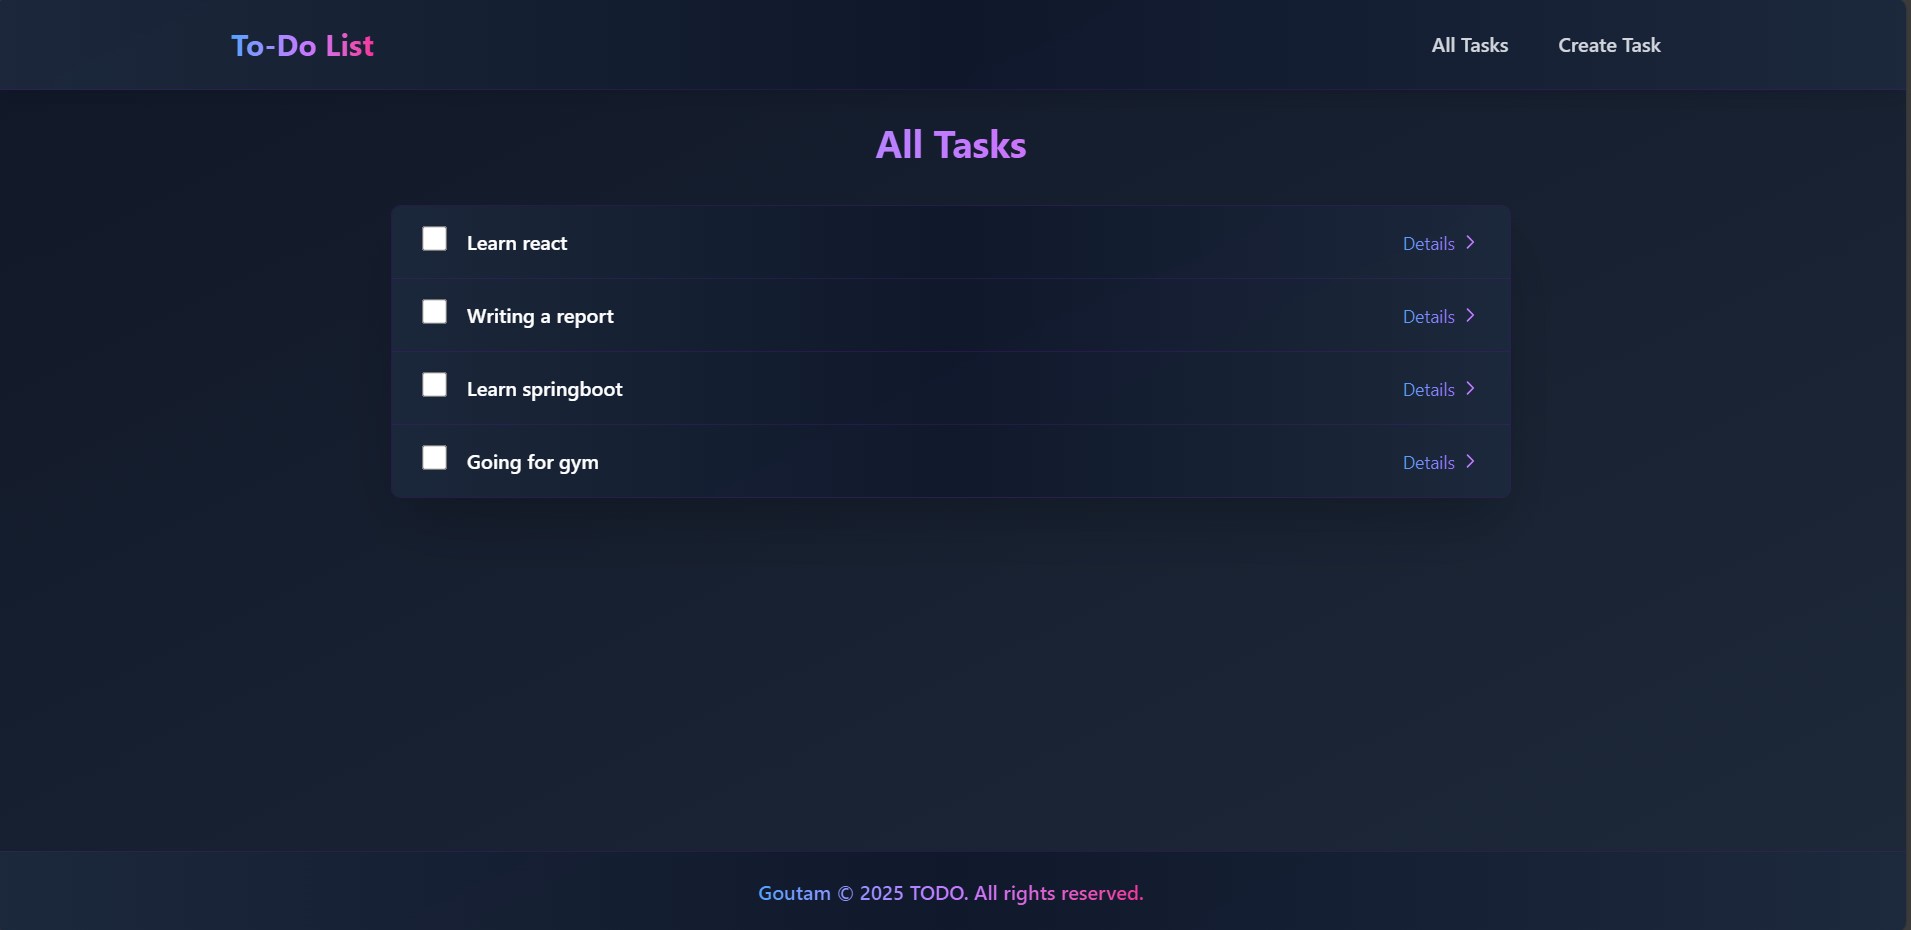 To-Do List All Tasks Create Task
All Tasks
Learn react Details
Writing a report Details
Learn springboot Details
Going for gym Details
Goutam © 2025 TODO. All rights reserved.